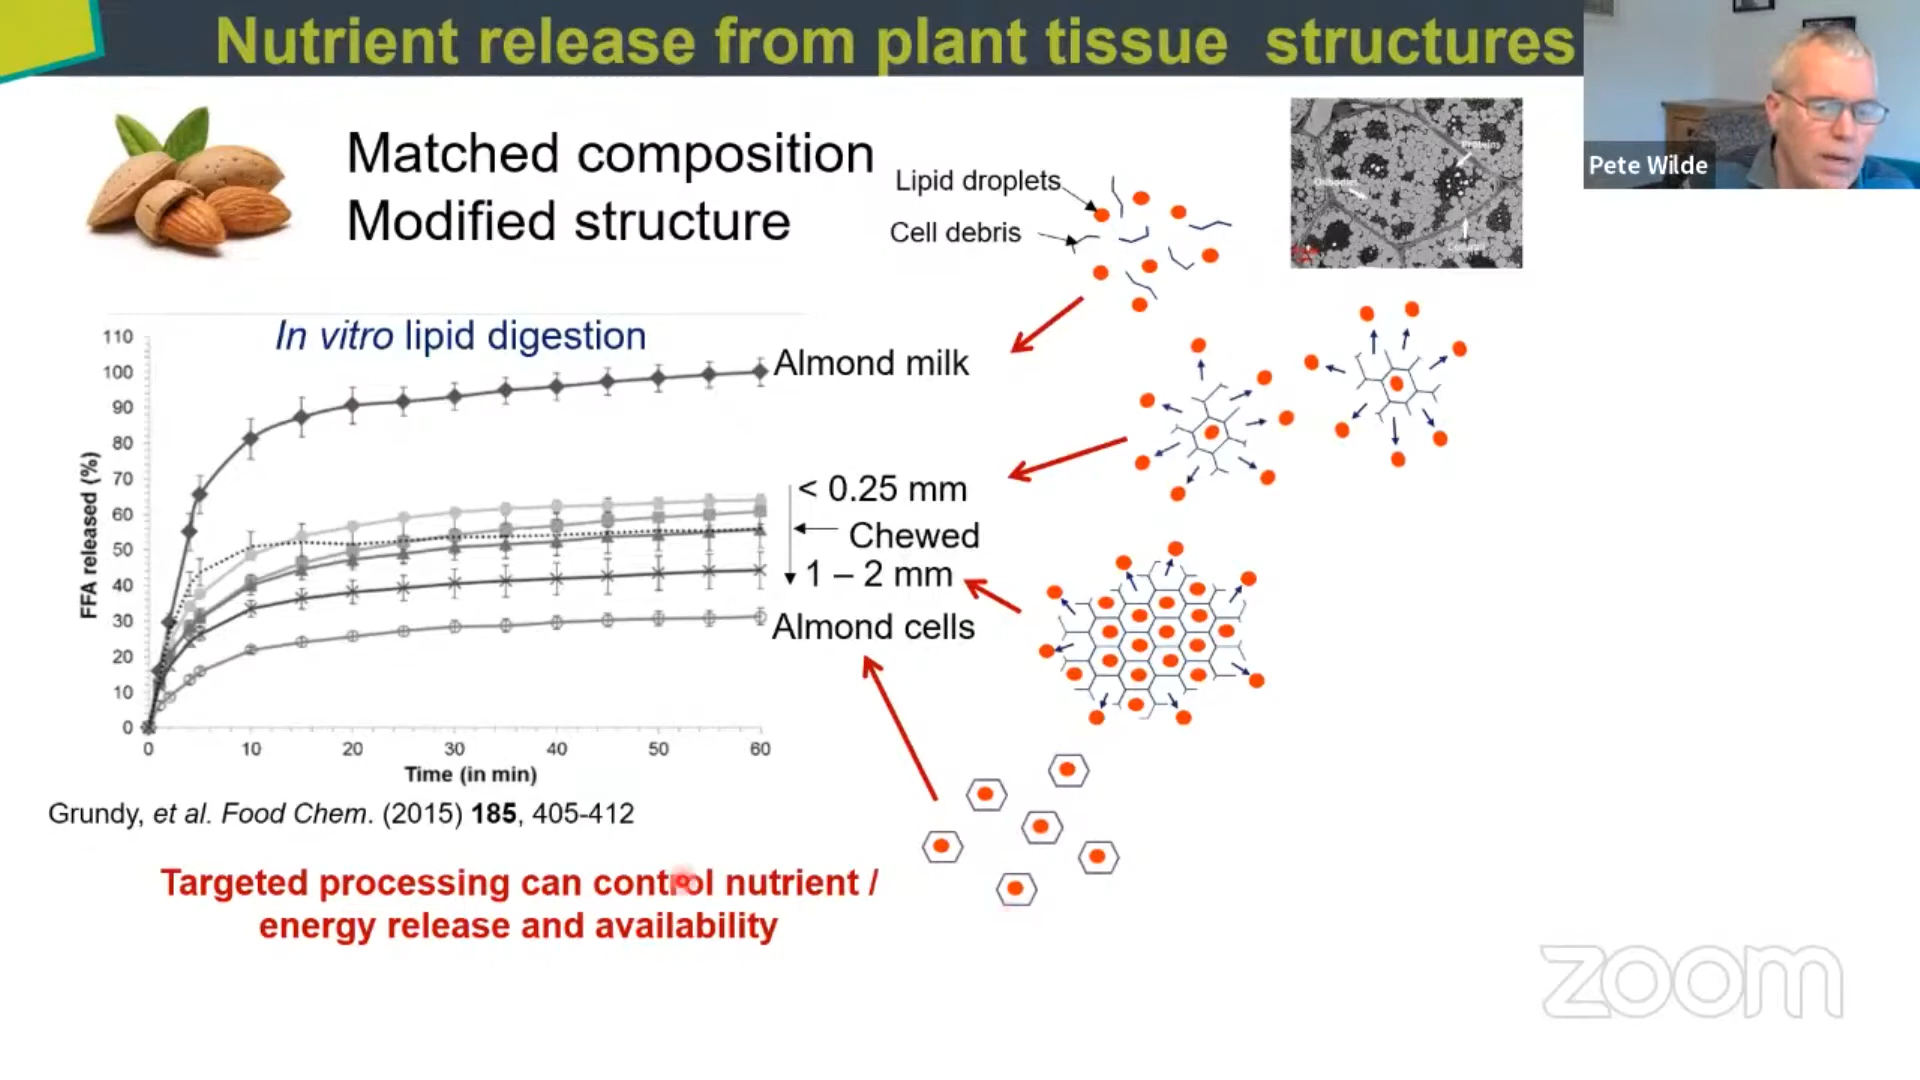 Nutrient release from plant tissue structures
Pete Wilde
Matched composition
Modified structure
Lipid droplets
Cell debris
Proteins
In vitro lipid digestion
110
100
90
80
70
60
50
40
30
20
10
0
FFA released (%)
0 10 20 30 40 50 60
Time (in min)
Almond milk
< 0.25 mm
Chewed
1 – 2 mm
Almond cells
Grundy, et al. Food Chem. (2015) 185, 405-412
Targeted processing can control nutrient /
energy release and availability
zoom